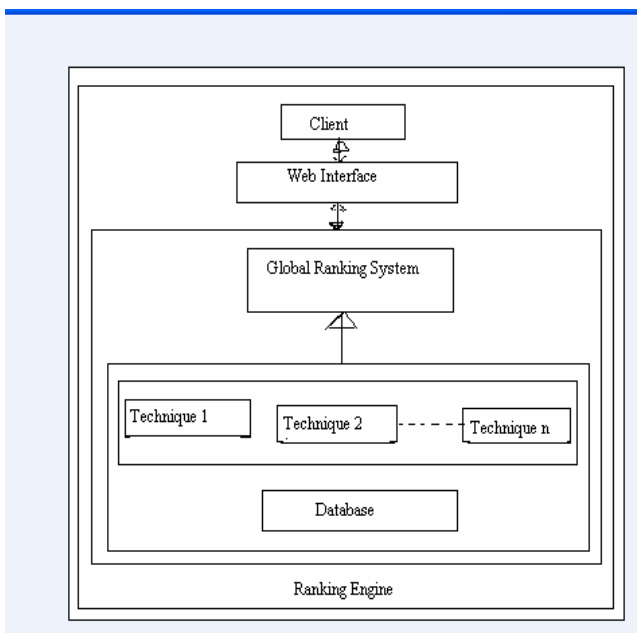 Client
Web Interface
Global Ranking System
Technique 1
Technique 2
Technique n
Database
Ranking Engine